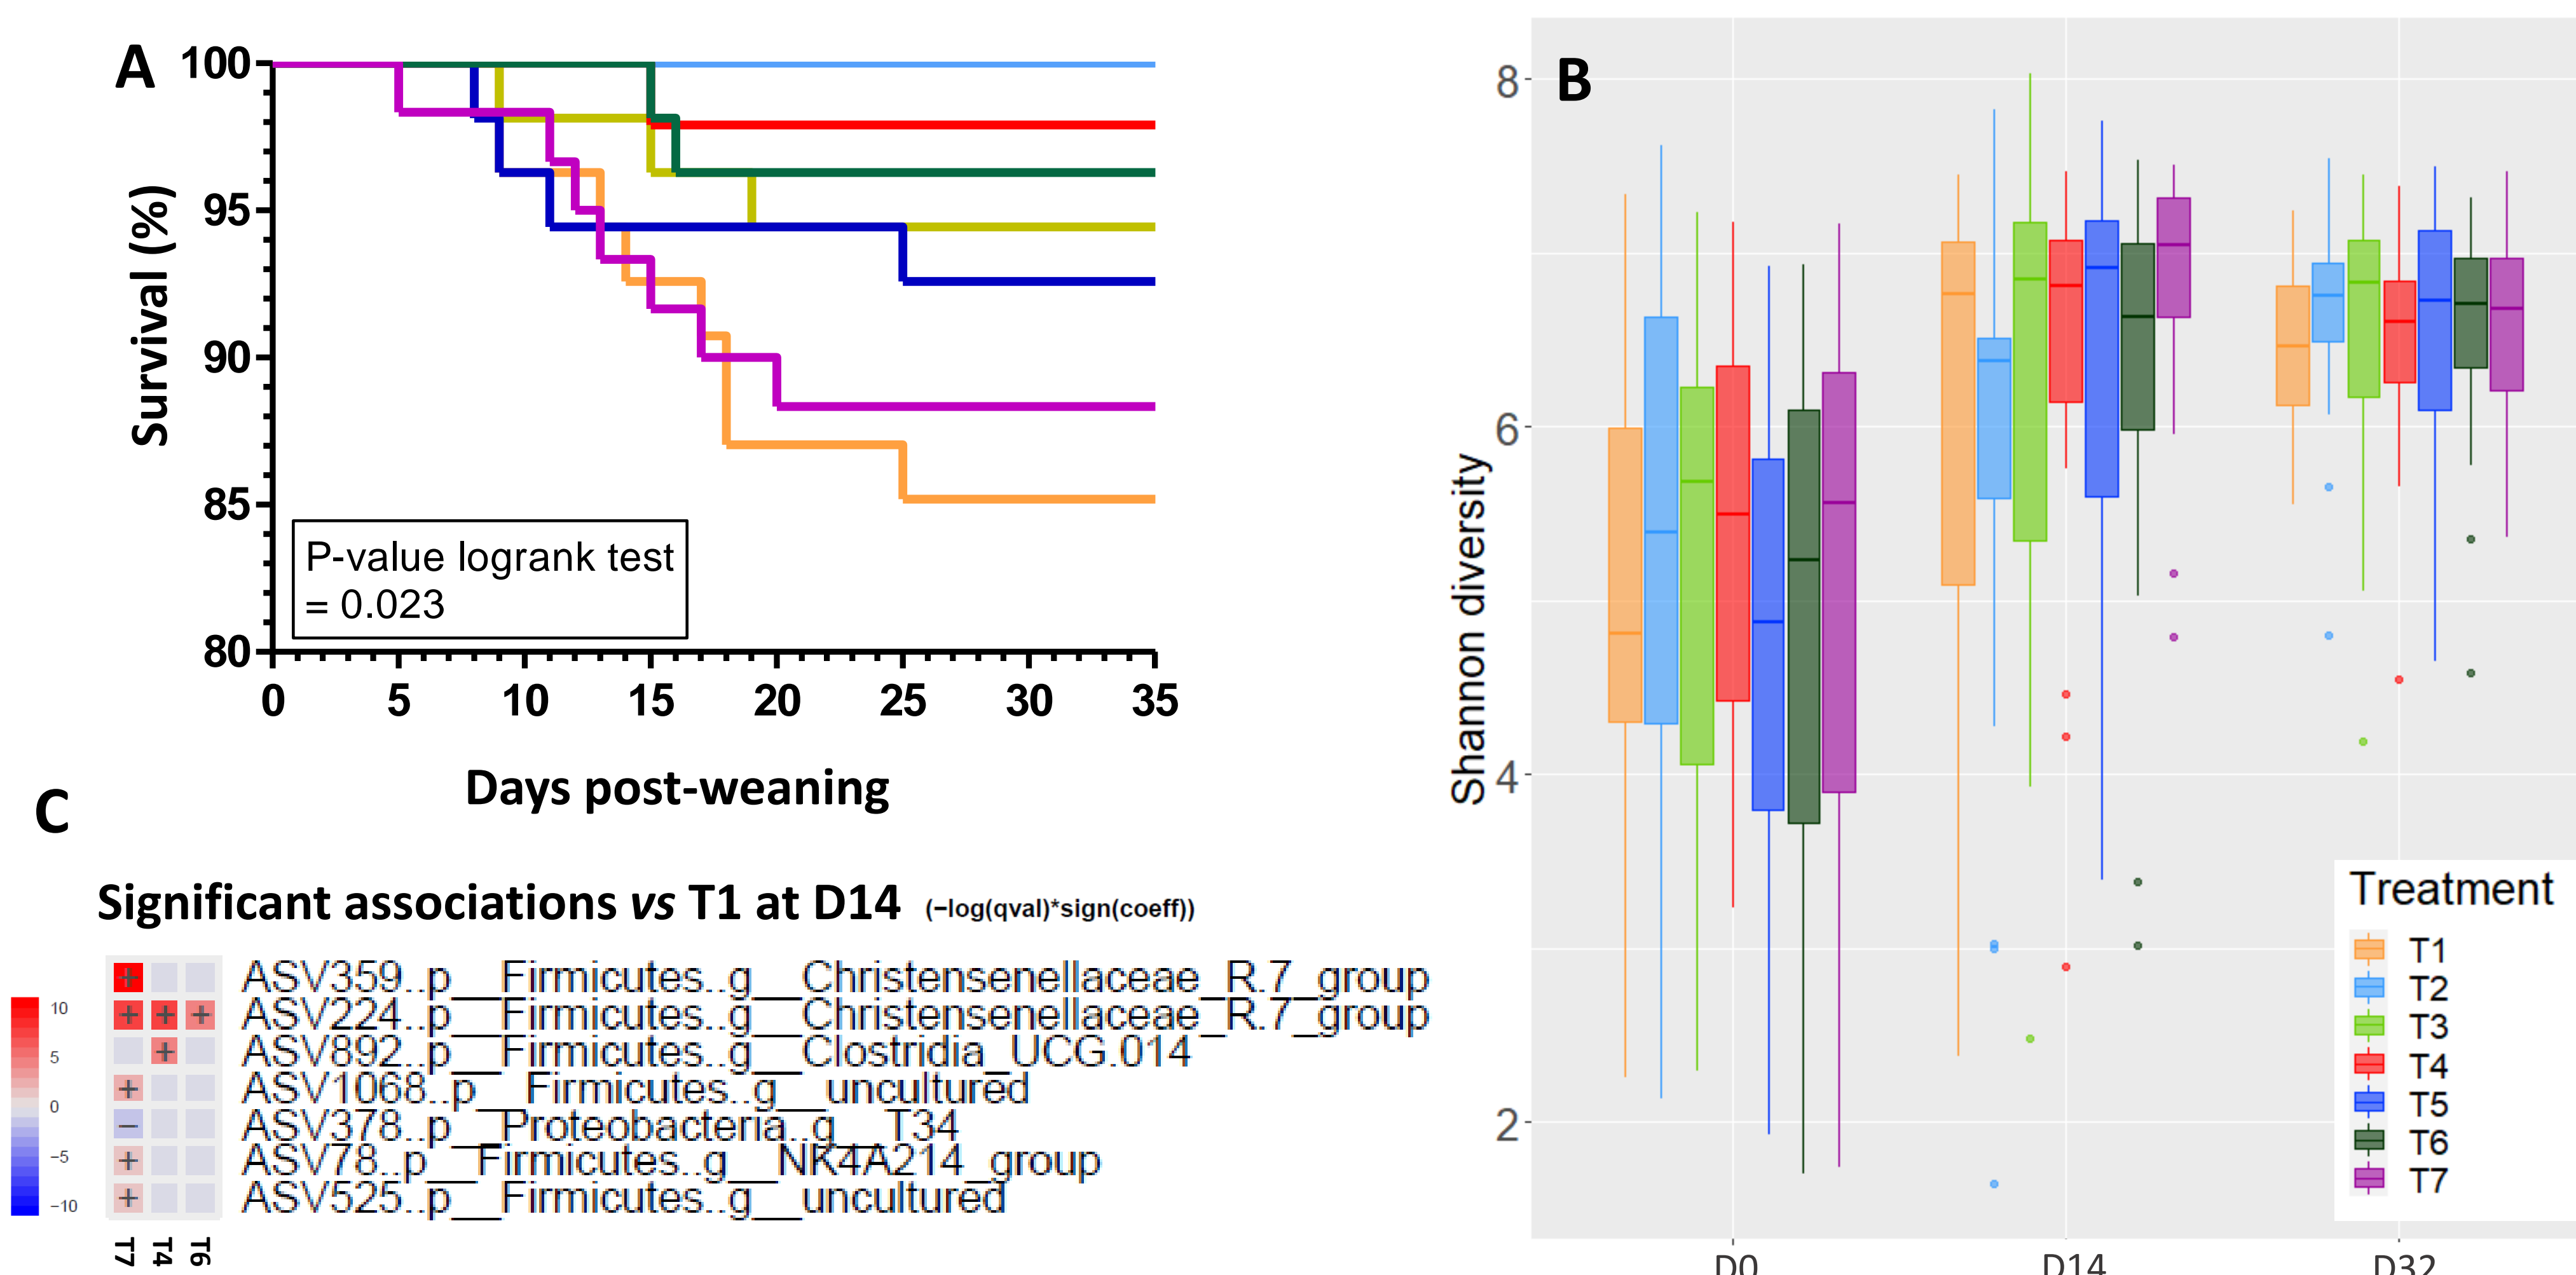 A
100
95
90
85
80
Survival (%)
P-value logrank test
= 0.023
0 5 10 15 20 25 30 35
Days post-weaning
B
8
6
4
2
Shannon diversity
D0 D14 D32
Treatment
T1
T2
T3
T4
T5
T6
T7
C
Significant associations vs T1 at D14 (−log(qval)*sign(coeff))
10
5
0
−5
−10
+ ASV359..p__Firmicutes..g__Christensenellaceae_R.7_group
+ + + ASV224..p__Firmicutes..g__Christensenellaceae_R.7_group
+ ASV892..p__Firmicutes..g__Clostridia_UCG.014
+ ASV1068..p__Firmicutes..g__uncultured
− ASV378..p__Proteobacteria..g__T34
+ ASV78..p__Firmicutes..g__NK4A214_group
+ ASV525..p__Firmicutes..g__uncultured
T7 T4 T6